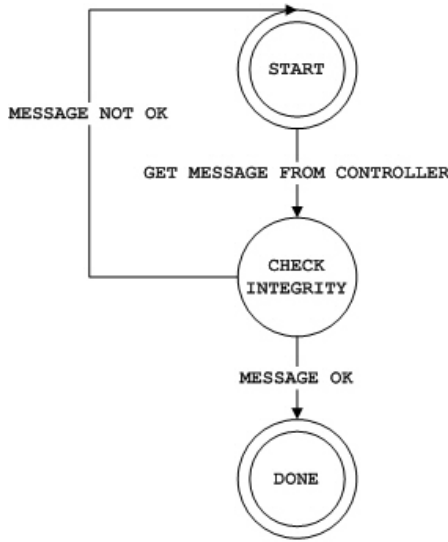 START
MESSAGE NOT OK
GET MESSAGE FROM CONTROLLER
CHECK
INTEGRITY
MESSAGE OK
DONE